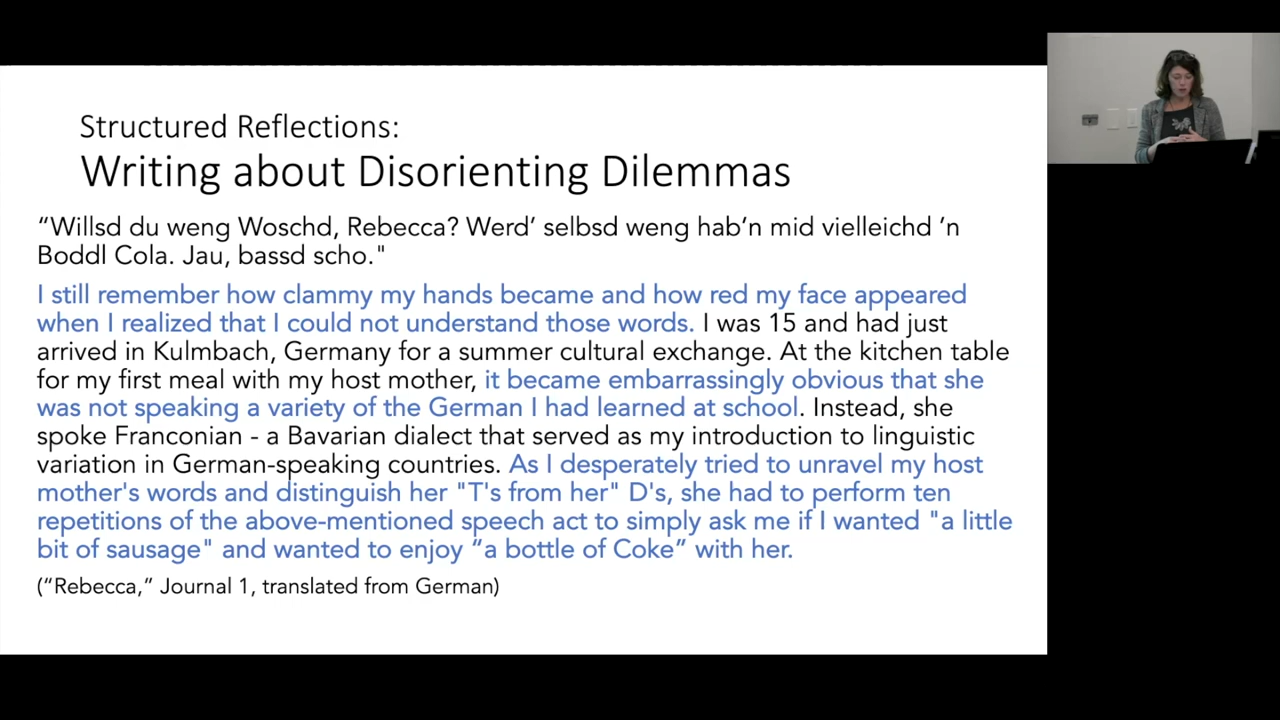 Structured Reflections:
Writing about Disorienting Dilemmas
“Willsd du weng Woschd, Rebecca? Werd’ selbsd weng hab’n mid vielleichd ’n
Boddl Cola. Jau, bassd scho."
I still remember how clammy my hands became and how red my face appeared
when I realized that I could not understand those words. I was 15 and had just
arrived in Kulmbach, Germany for a summer cultural exchange. At the kitchen table
for my first meal with my host mother, it became embarrassingly obvious that she
was not speaking a variety of the German I had learned at school. Instead, she
spoke Franconian - a Bavarian dialect that served as my introduction to linguistic
variation in German-speaking countries. As I desperately tried to unravel my host
mother's words and distinguish her "T's from her" D's, she had to perform ten
repetitions of the above-mentioned speech act to simply ask me if I wanted "a little
bit of sausage" and wanted to enjoy “a bottle of Coke” with her.
(“Rebecca,” Journal 1, translated from German)